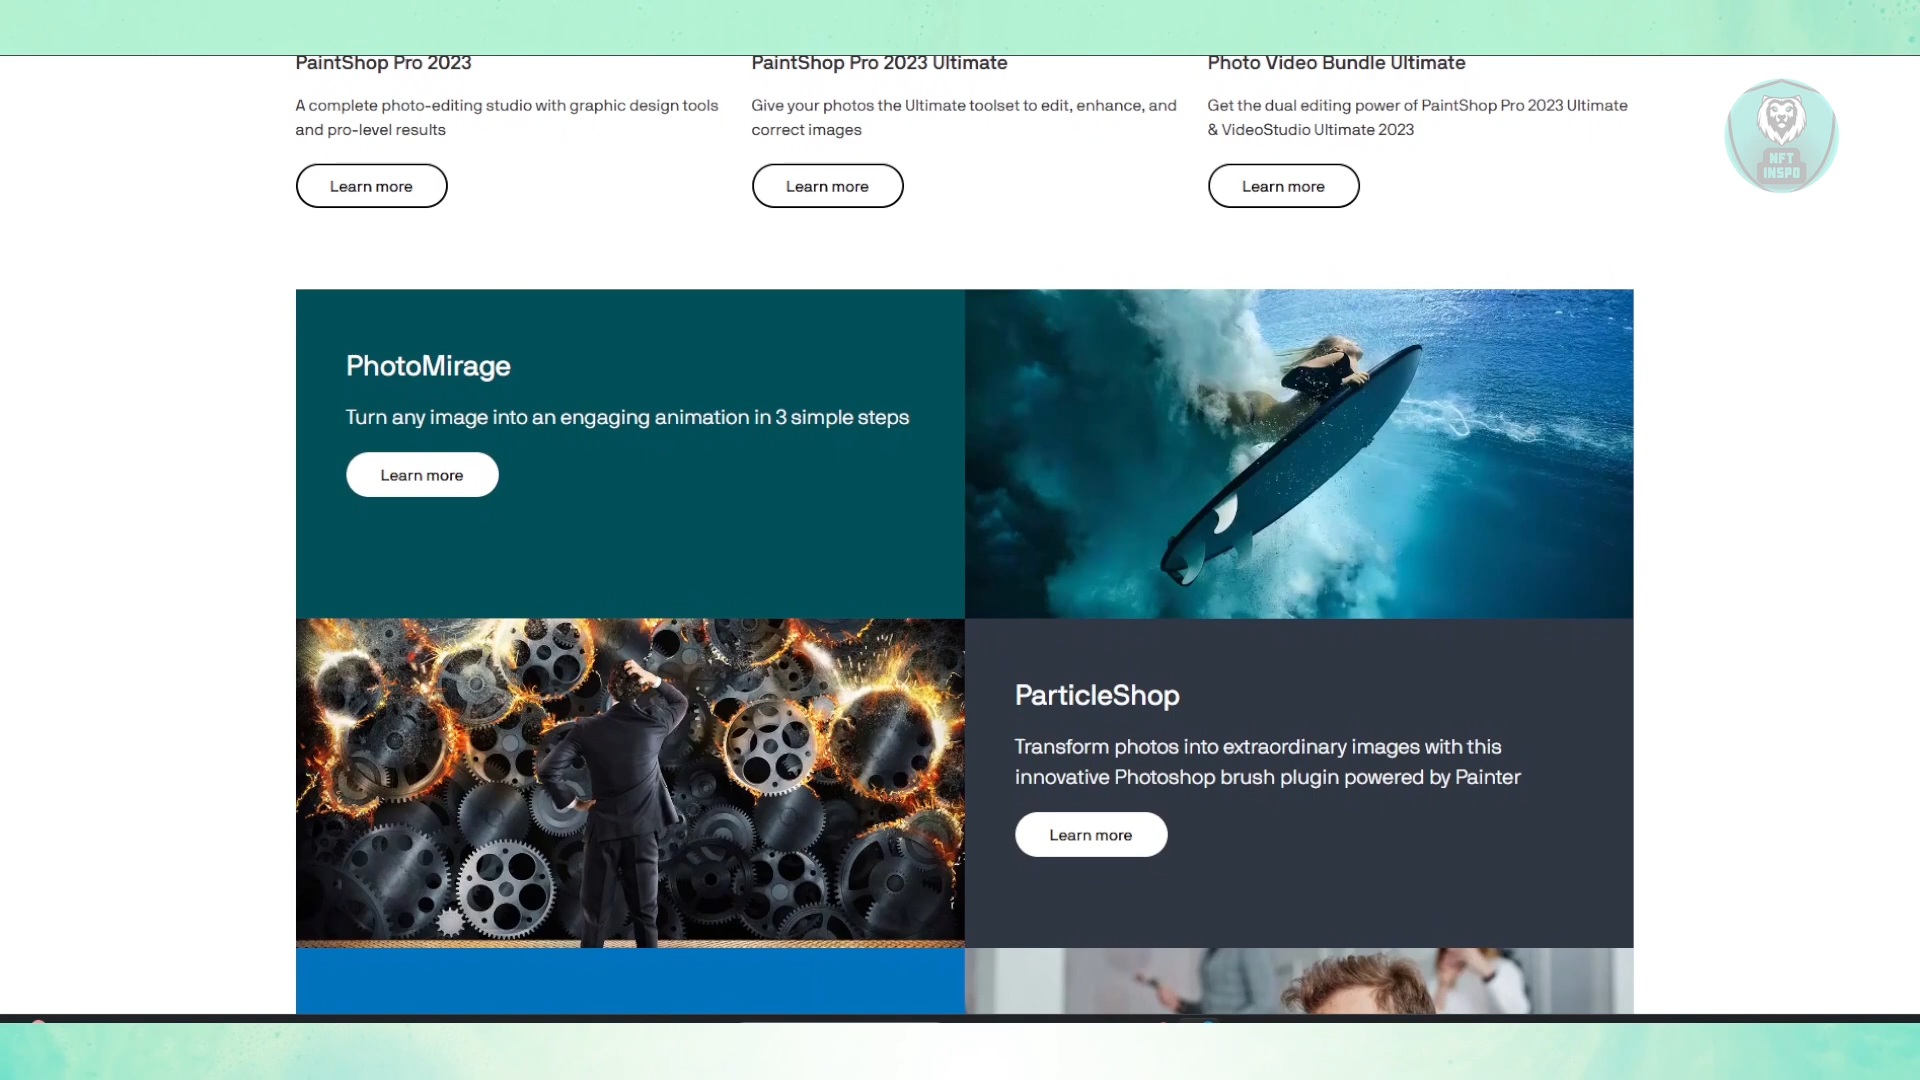 PaintShop Pro 2023
A complete photo-editing studio with graphic design tools
and pro-level results
Learn more
PaintShop Pro 2023 Ultimate
Give your photos the Ultimate toolset to edit, enhance, and
correct images
Learn more
Photo Video Bundle Ultimate
Get the dual editing power of PaintShop Pro 2023 Ultimate
& VideoStudio Ultimate 2023
Learn more
NFT
INSPO
PhotoMirage
Turn any image into an engaging animation in 3 simple steps
Learn more
ParticleShop
Transform photos into extraordinary images with this
innovative Photoshop brush plugin powered by Painter
Learn more